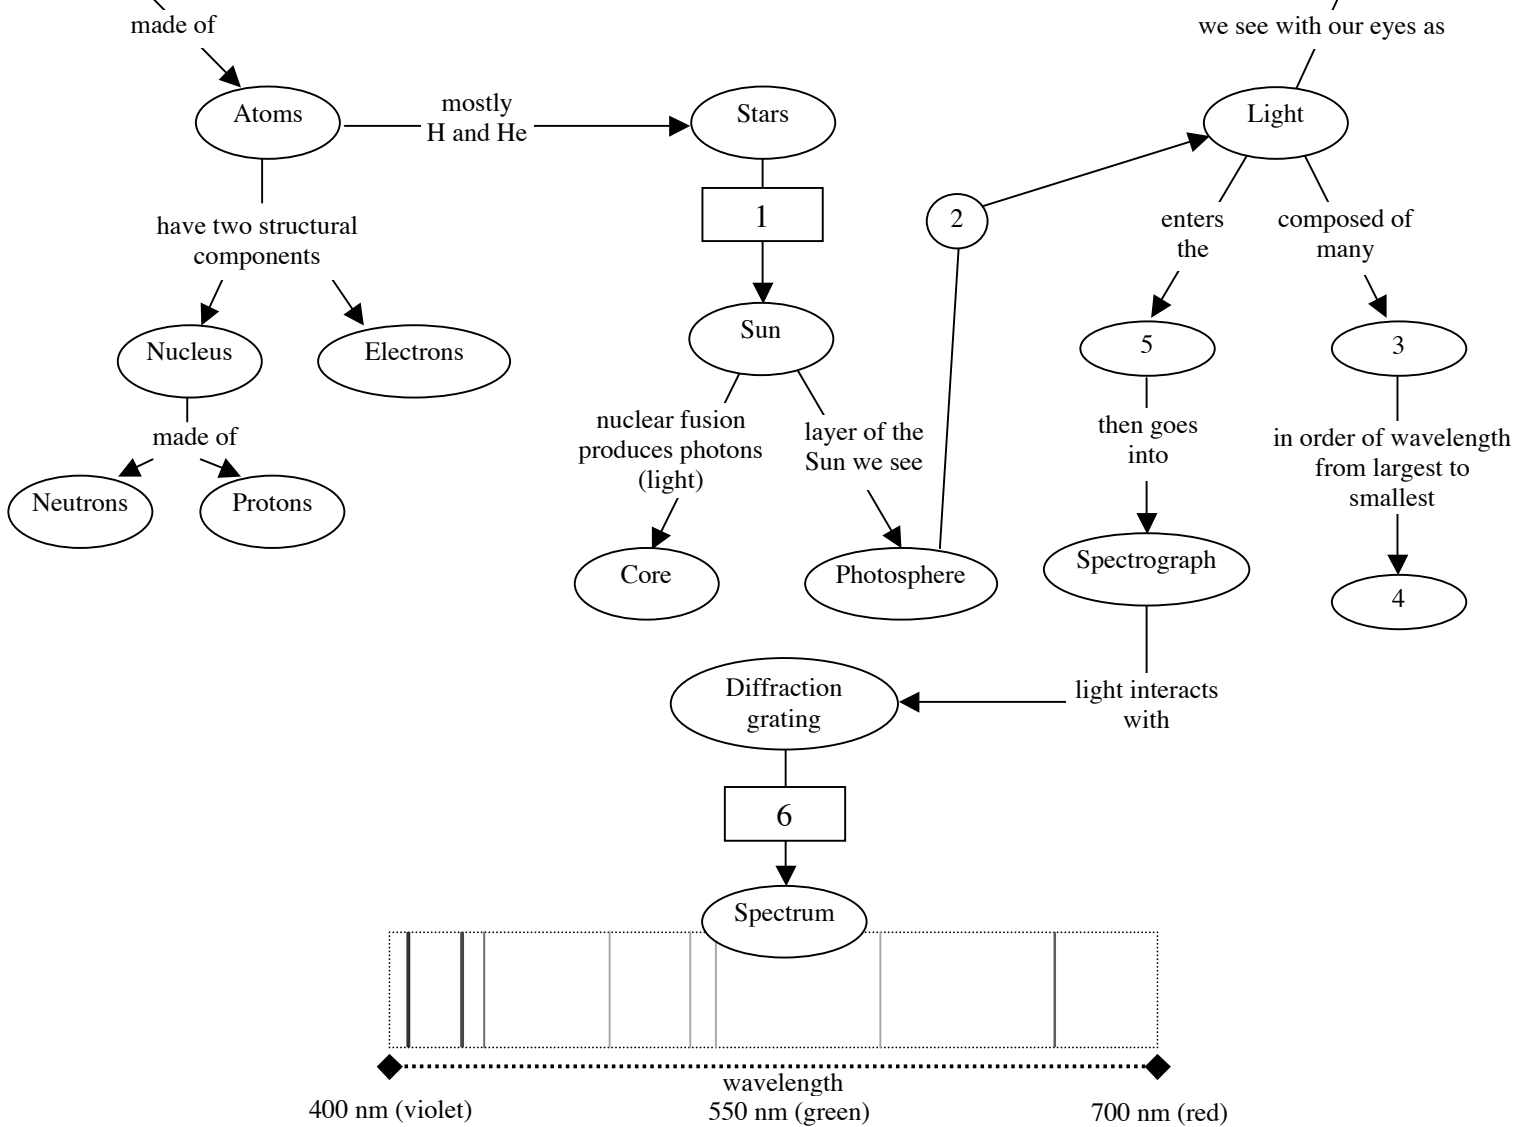 made of
we see with our eyes as
Atoms
mostly
H and He
Stars
Light
1
2
have two structural
components
enters
the
composed of
many
Nucleus
Electrons
Sun
5
3
made of
nuclear fusion
produces photons
(light)
layer of the
Sun we see
then goes
into
in order of wavelength
from largest to
smallest
Neutrons
Protons
Core
Photosphere
Spectrograph
4
Diffraction
grating
light interacts
with
6
Spectrum
wavelength
400 nm (violet)
550 nm (green)
700 nm (red)